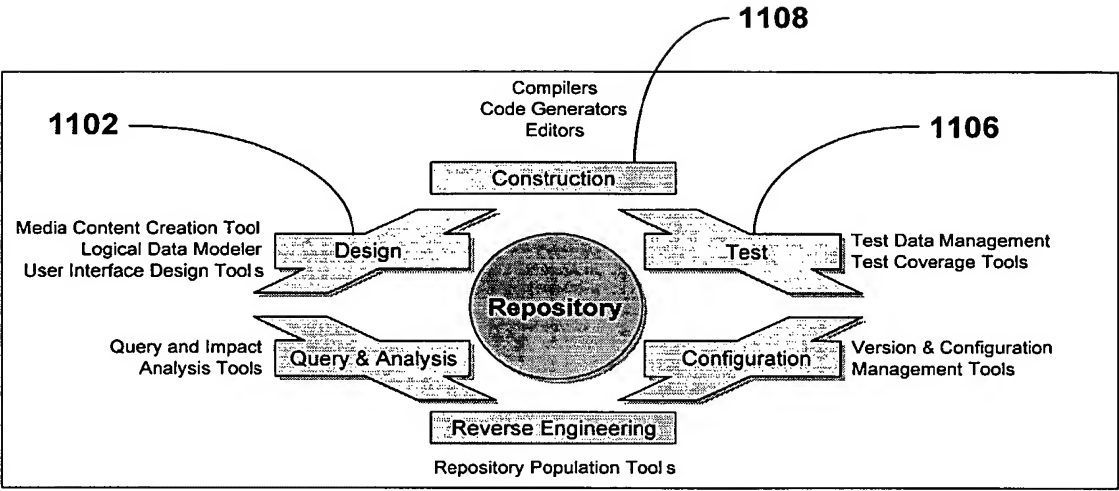 1108
Compilers
Code Generators
Editors
1102
1106
Construction
Media Content Creation Tool
Logical Data Modeler
User Interface Design Tools
Design
Test
Test Data Management
Test Coverage Tools
Repository
Query and Impact
Analysis Tools
Query & Analysis
Configuration
Version & Configuration
Management Tools
Reverse Engineering
Repository Population Tools